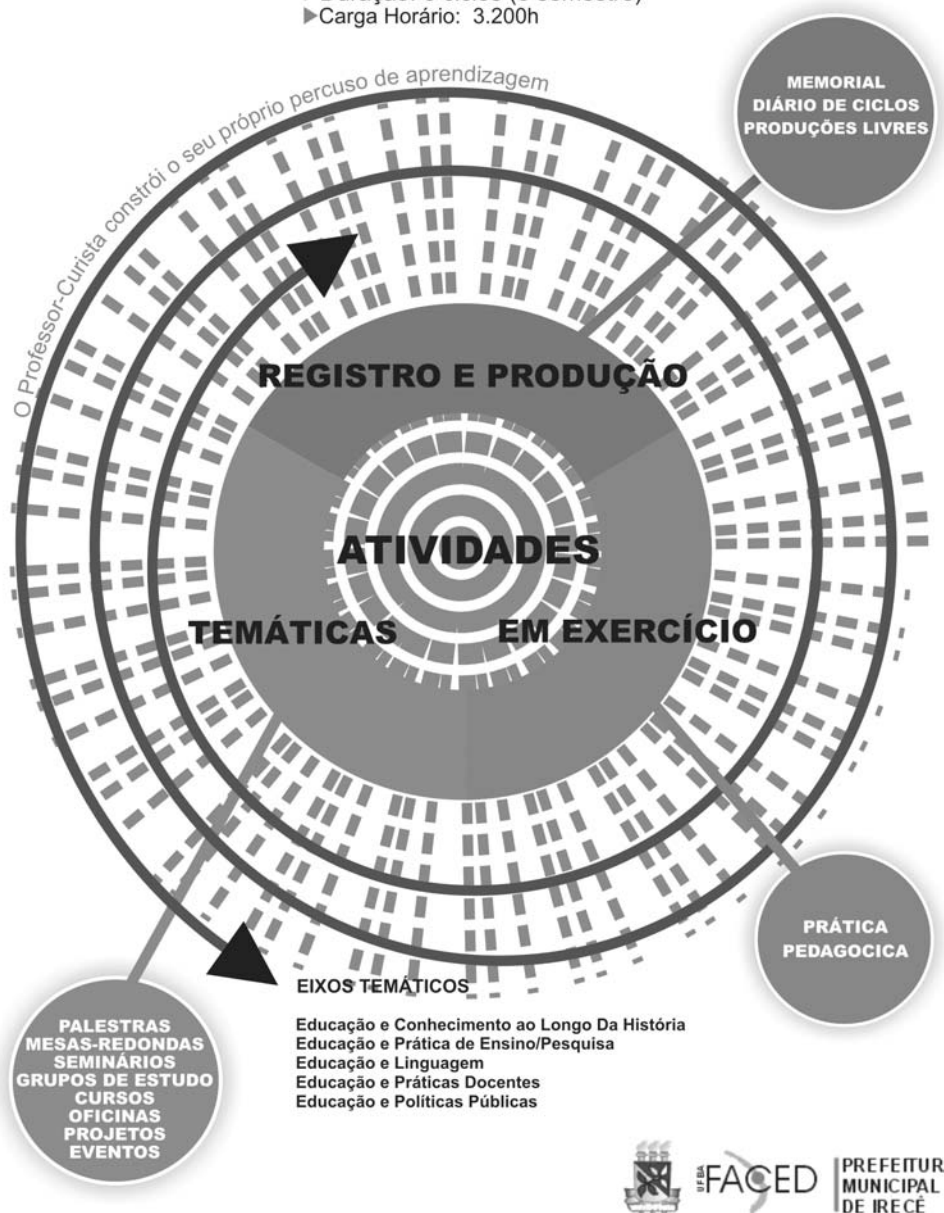 ▶Carga Horário: 3.200h
O Professor-Curista constrói o seu próprio percuso de aprendizagem
MEMORIAL
DIÁRIO DE CICLOS
PRODUÇÕES LIVRES
REGISTRO E PRODUÇÃO
ATIVIDADES
TEMÁTICAS
EM EXERCÍCIO
PRÁTICA
PEDAGOCICA
PALESTRAS
MESAS-REDONDAS
SEMINÁRIOS
GRUPOS DE ESTUDO
CURSOS
OFICINAS
PROJETOS
EVENTOS
EIXOS TEMÁTICOS
Educação e Conhecimento ao Longo Da História
Educação e Prática de Ensino/Pesquisa
Educação e Linguagem
Educação e Práticas Docentes
Educação e Políticas Públicas
UFBA
FACED
PREFEITUR
MUNICIPAL
DE IRECÊ